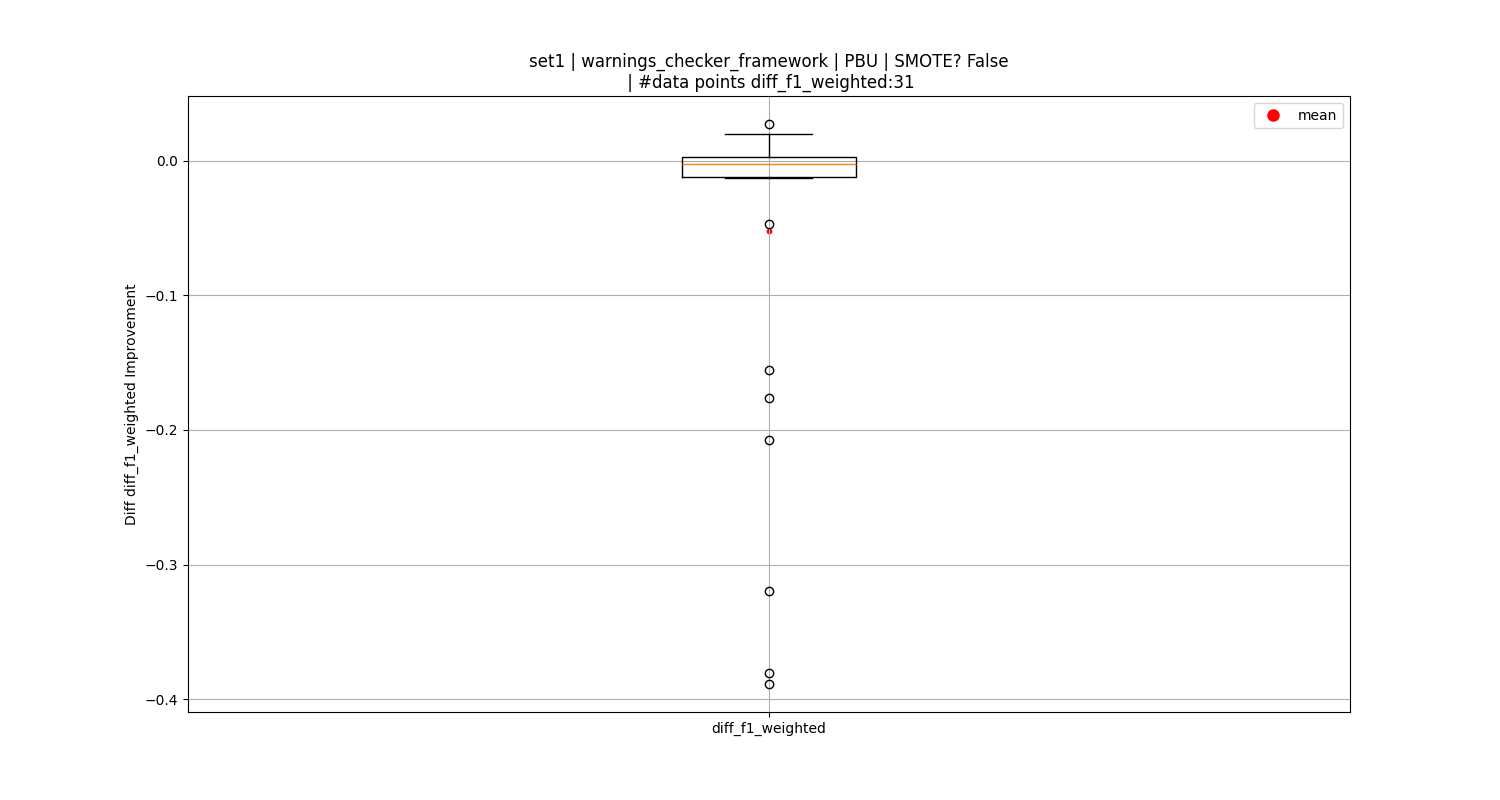 set1 | warnings_checker_framework | PBU | SMOTE? False
| #data points diff_f1_weighted:31
mean
0.0
−0.1
−0.2
−0.3
−0.4
Diff diff_f1_weighted Improvement
diff_f1_weighted